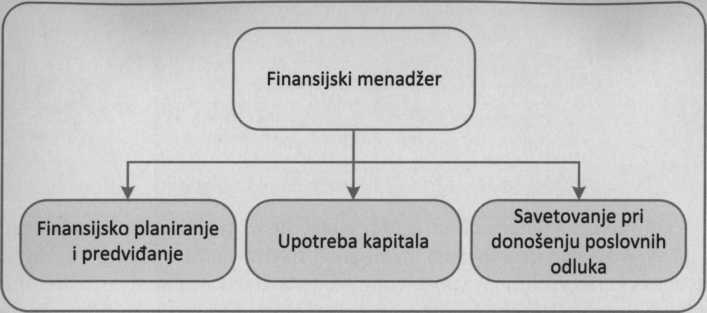 Finansijski menadžer
Finansijsko planiranje
i predviđanje
Upotreba kapitala
Savetovanje pri
donošenju poslovnih
odluka